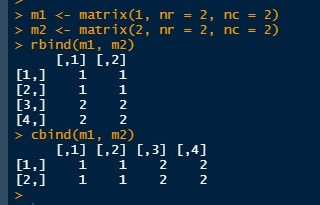 > m1 <- matrix(1, nr = 2, nc = 2)
> m2 <- matrix(2, nr = 2, nc = 2)
> rbind(m1, m2)
     [,1] [,2]
[1,]    1    1
[2,]    1    1
[3,]    2    2
[4,]    2    2
> cbind(m1, m2)
     [,1] [,2] [,3] [,4]
[1,]    1    1    2    2
[2,]    1    1    2    2
>